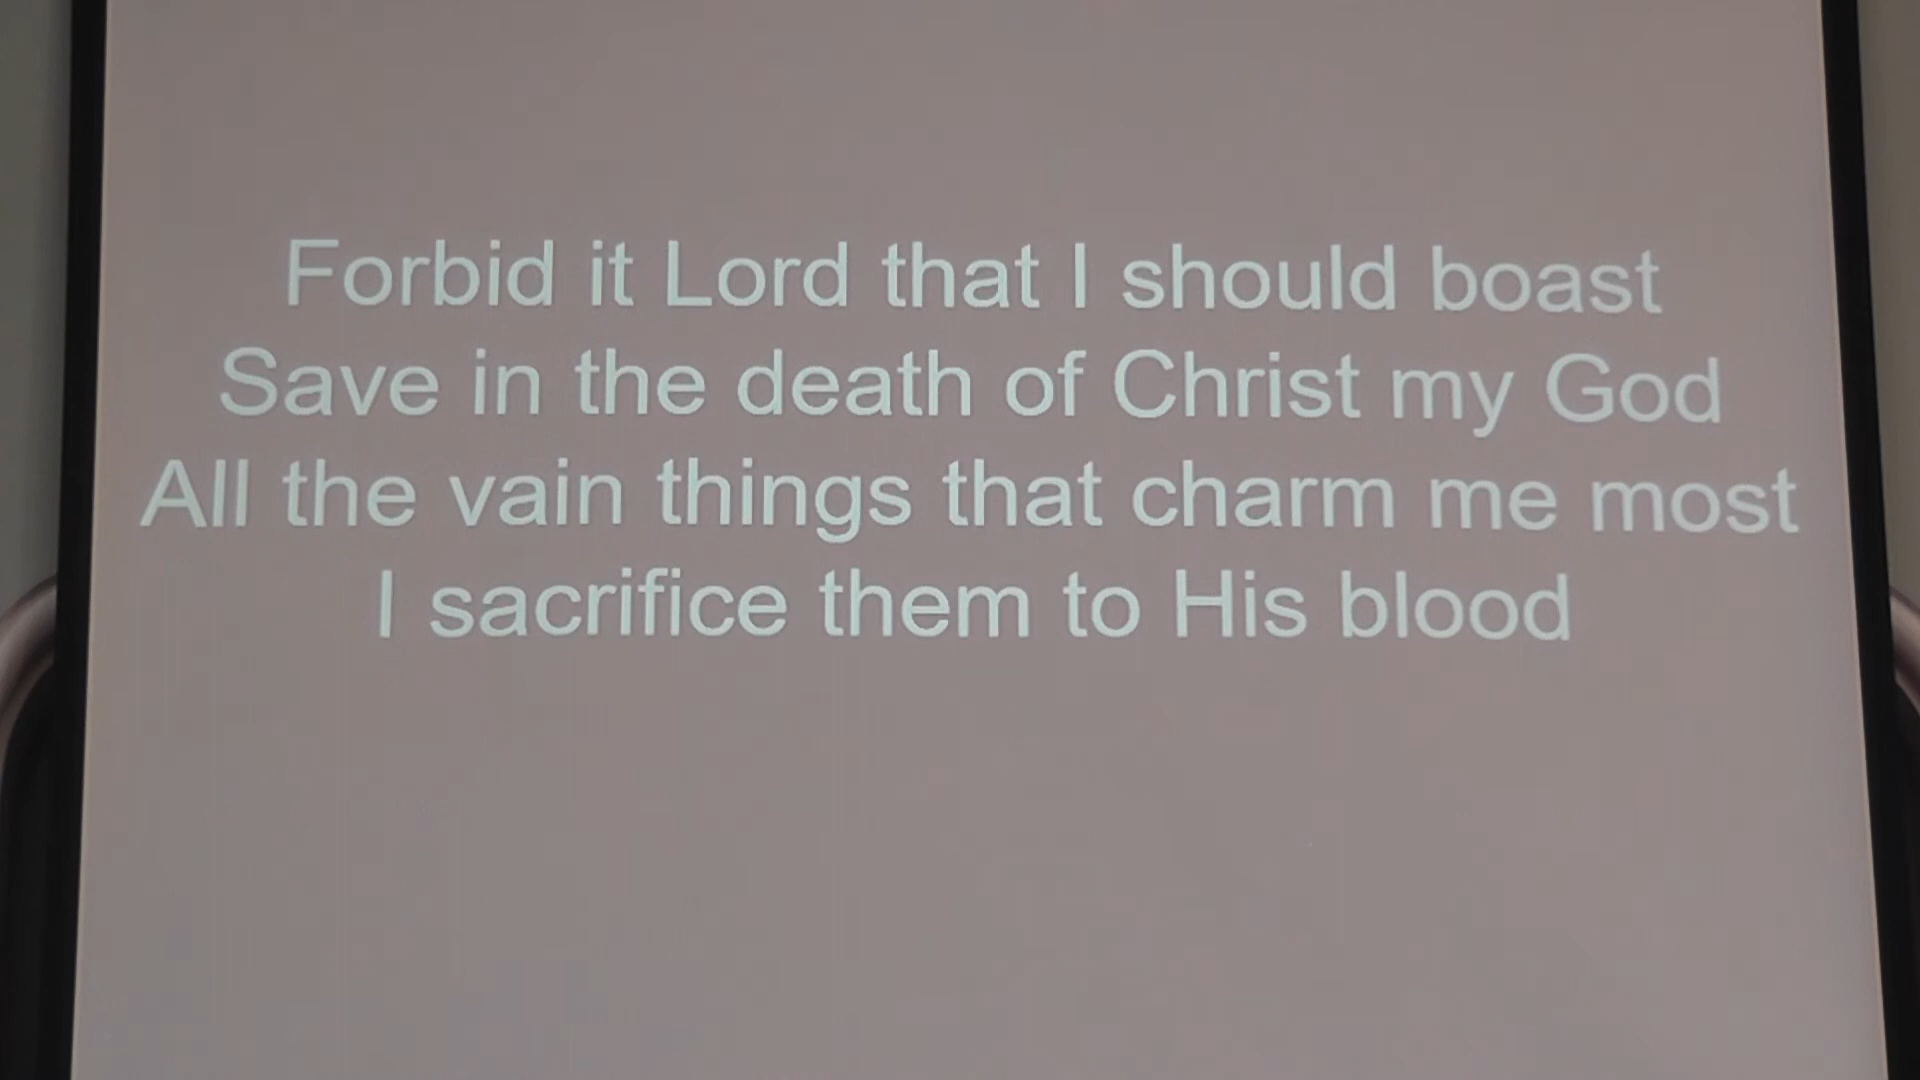 Forbid it Lord that I should boast
Save in the death of Christ my God
All the vain things that charm me most
I sacrifice them to His blood